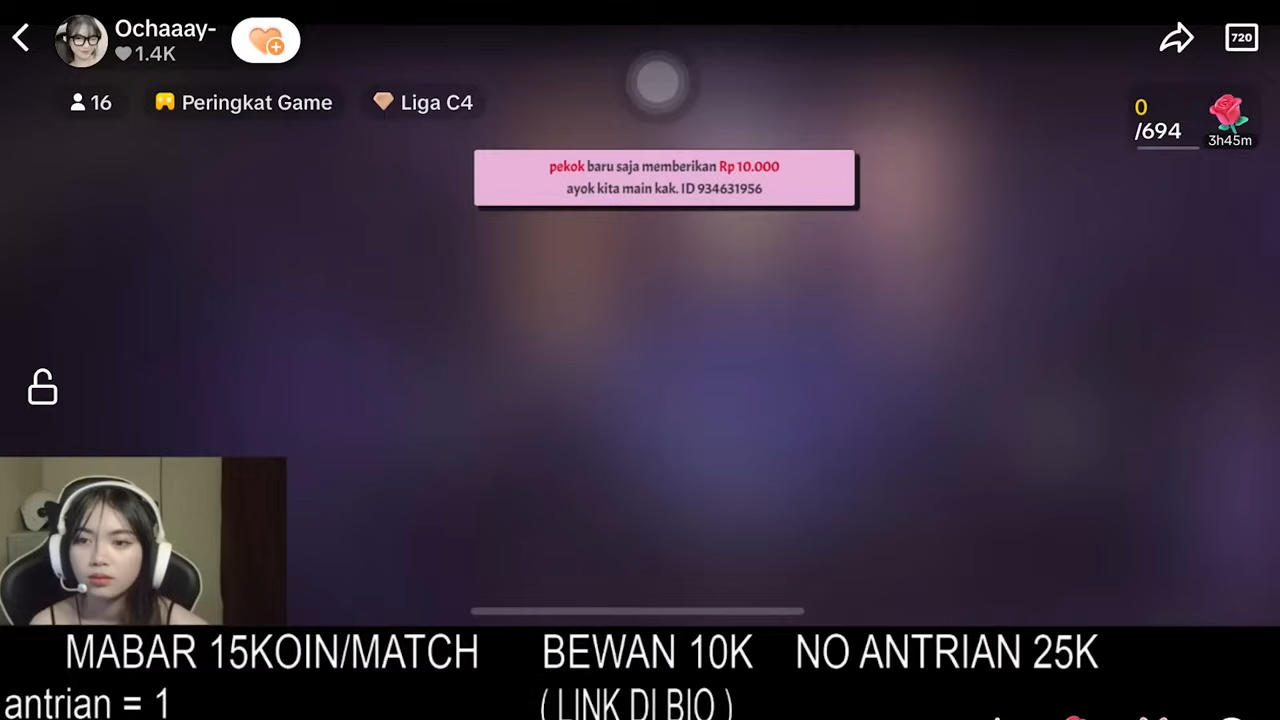 Ochaaay-
1.4K
16
Peringkat Game
Liga C4
720
0
/694
3h45m
pekok baru saja memberikan Rp 10.000
ayok kita main kak. ID 934631956
MABAR 15KOIN/MATCH BEWAN 10K NO ANTRIAN 25K
antrian = 1 ( LINK DI BIO )